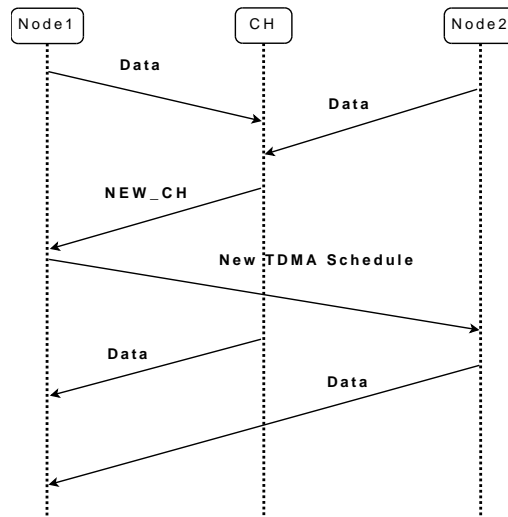 Node1
CH
Node2
Data
Data
NEW_CH
New TDMA Schedule
Data
Data